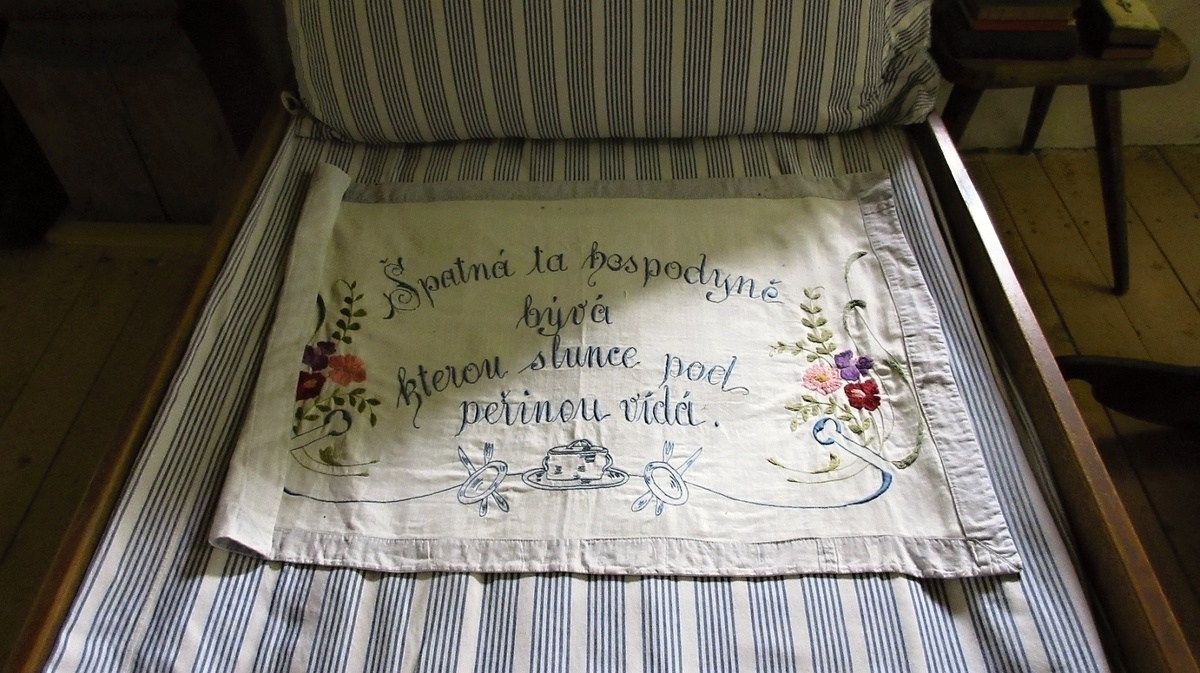 Špatná ta hospodyně
bývá
kterou slunce pod
peřinou vídá.